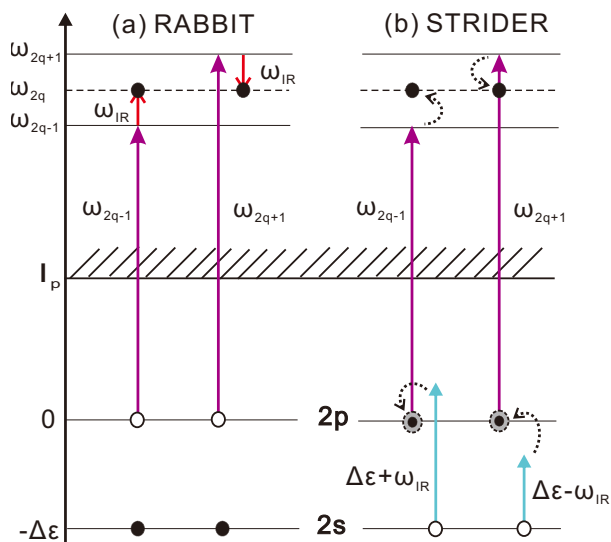 (a) RABBIT
(b) STRIDER
ω2q+1
ω2q
ω2q-1
ωIR
ωIR
ω2q-1
ω2q+1
ω2q-1
ω2q+1
Ip
0
2p
Δε+ωIR
Δε-ωIR
-Δε
2s